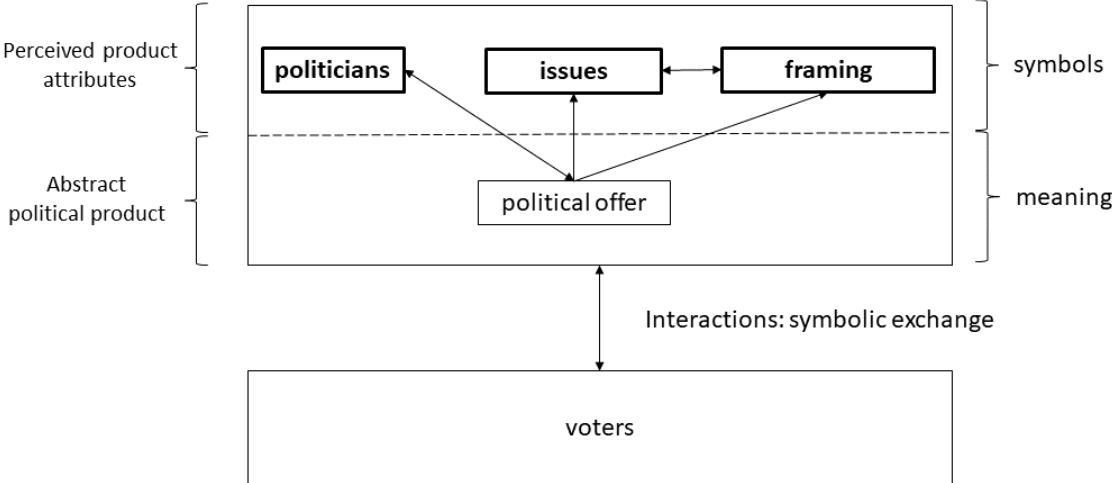 Perceived product
attributes
politicians
issues
framing
symbols
Abstract
political product
political offer
meaning
Interactions: symbolic exchange
voters